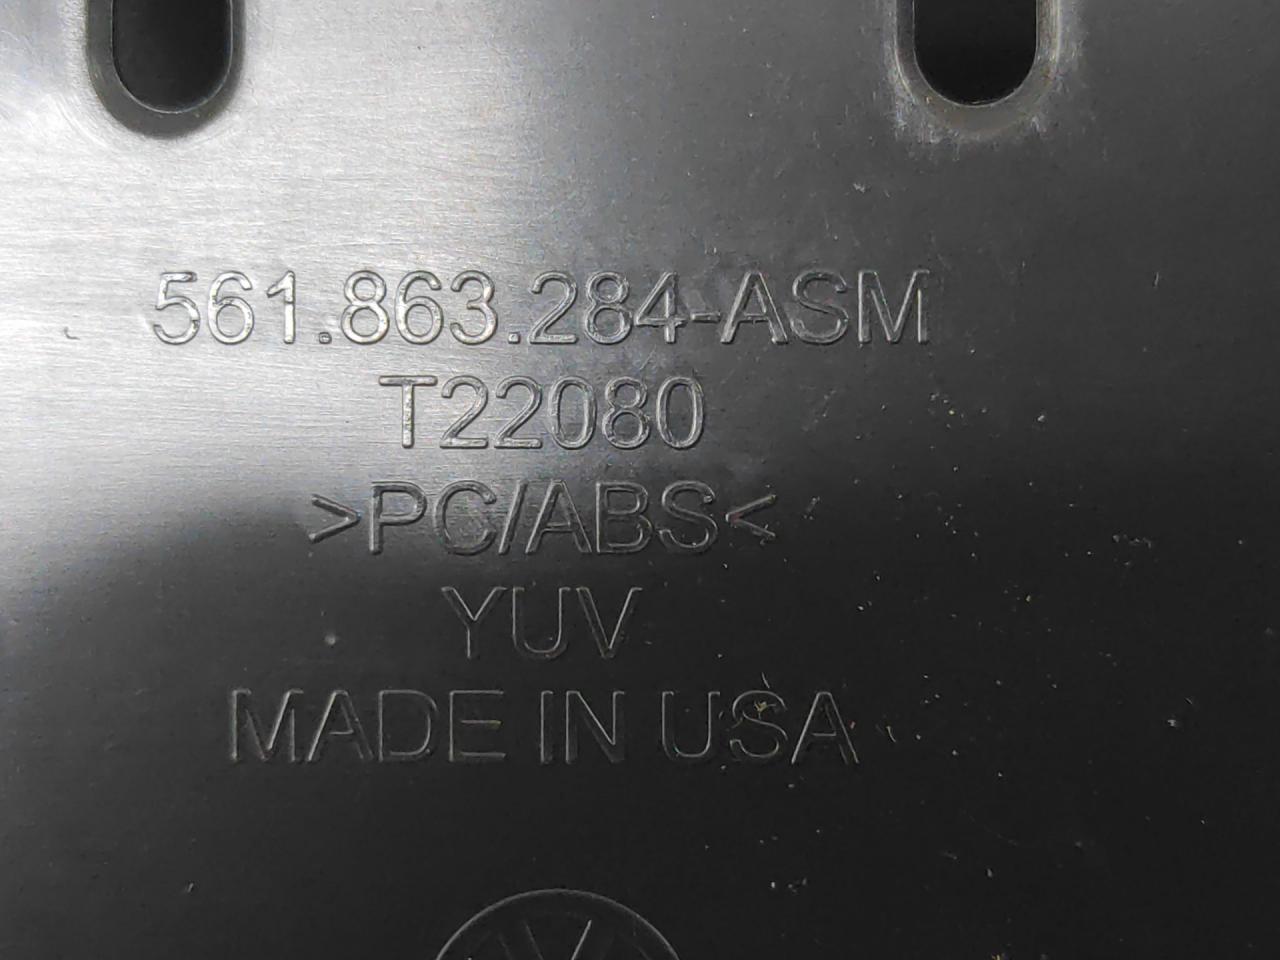 561.863.284-ASM
T22080
>PC/ABS<
YUV
MADE IN USA